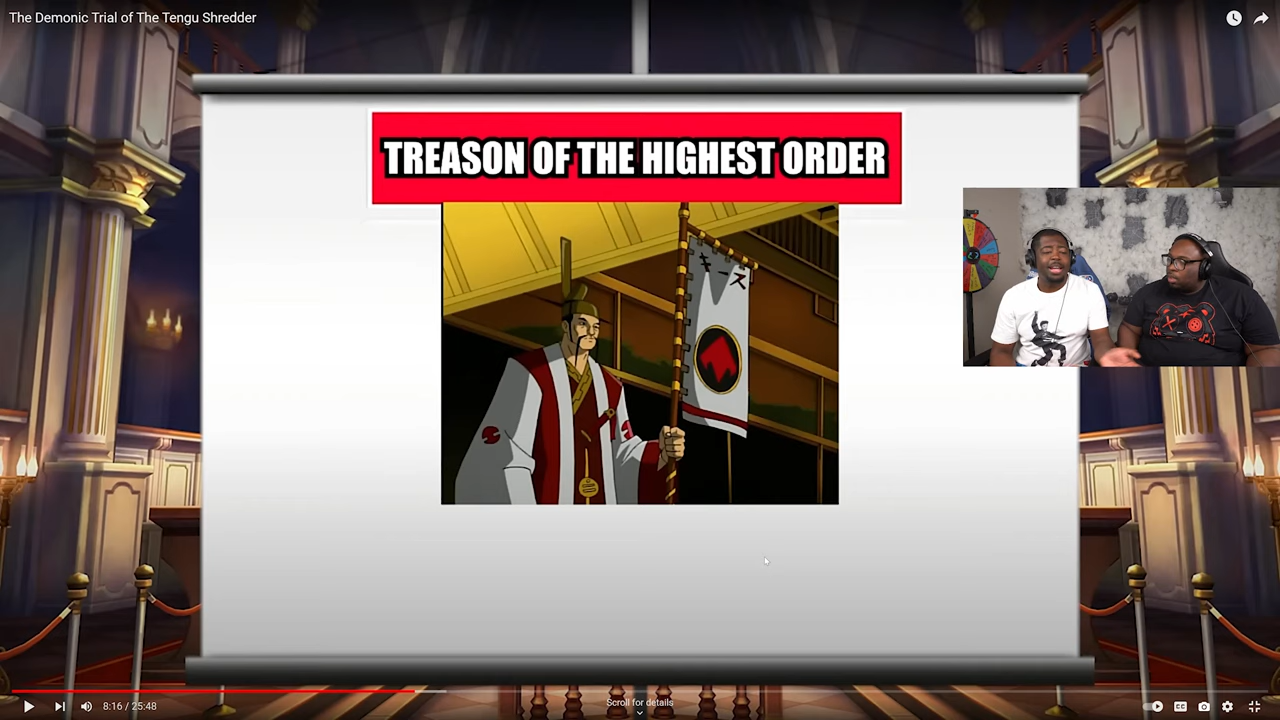 The Demonic Trial of The Tengu Shredder
TREASON OF THE HIGHEST ORDER
8:16 / 25:48
Scroll for details